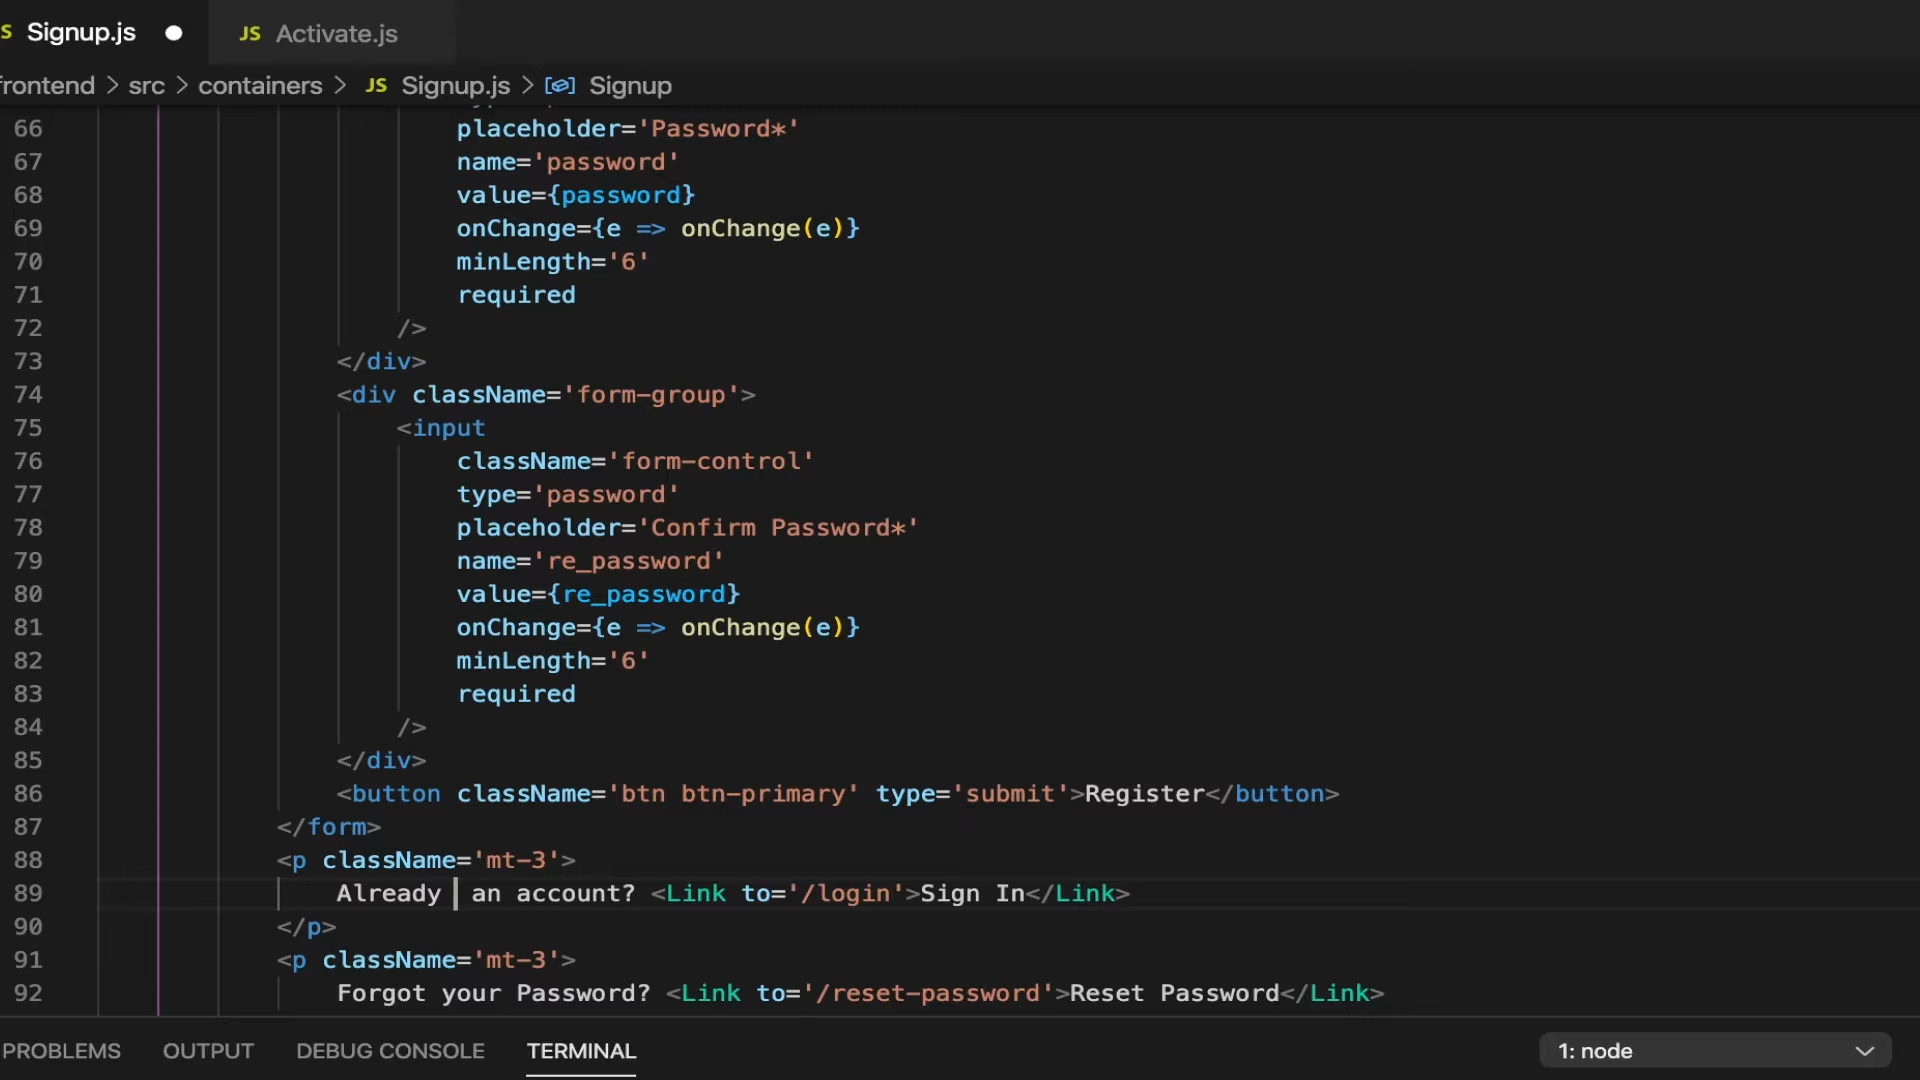 S Signup.js JS Activate.js
frontend > src > containers > JS Signup.js > Signup
66 placeholder='Password*'
67 name='password'
68 value={password}
69 onChange={e => onChange(e)}
70 minLength='6'
71 required
72 />
73 </div>
74 <div className='form-group'>
75 <input
76 className='form-control'
77 type='password'
78 placeholder='Confirm Password*'
79 name='re_password'
80 value={re_password}
81 onChange={e => onChange(e)}
82 minLength='6'
83 required
84 />
85 </div>
86 <button className='btn btn-primary' type='submit'>Register</button>
87 </form>
88 <p className='mt-3'>
89 Already an account? <Link to='/login'>Sign In</Link>
90 </p>
91 <p className='mt-3'>
92 Forgot your Password? <Link to='/reset-password'>Reset Password</Link>
PROBLEMS OUTPUT DEBUG CONSOLE TERMINAL 1: node